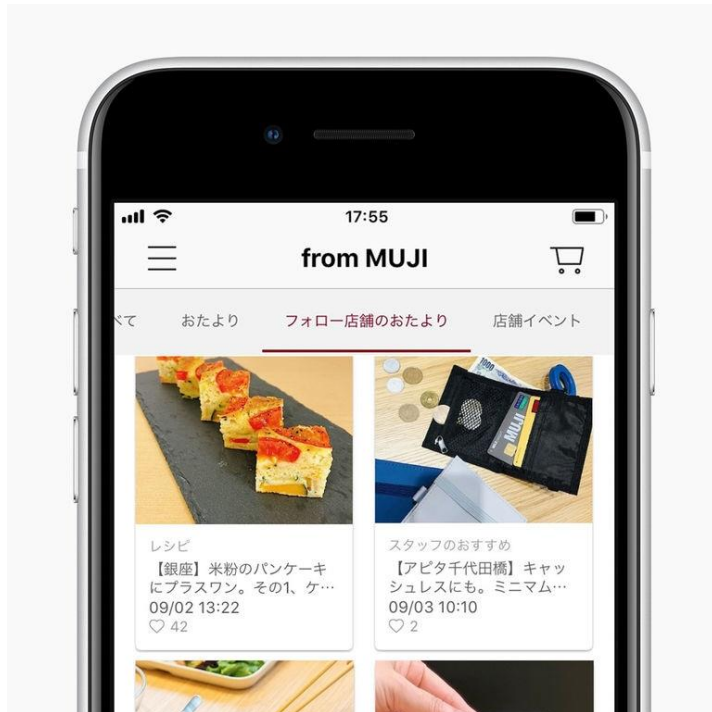 17:55
from MUJI
べて おたより フォロー店舗のおたより 店舗イベント
1000
MUJI
レシピ
【銀座】米粉のパンケーキ
にプラスワン。その1、ケ…
09/02 13:22
42
スタッフのおすすめ
【アピタ千代田橋】キャッ
シュレスにも。ミニマム…
09/03 10:10
2